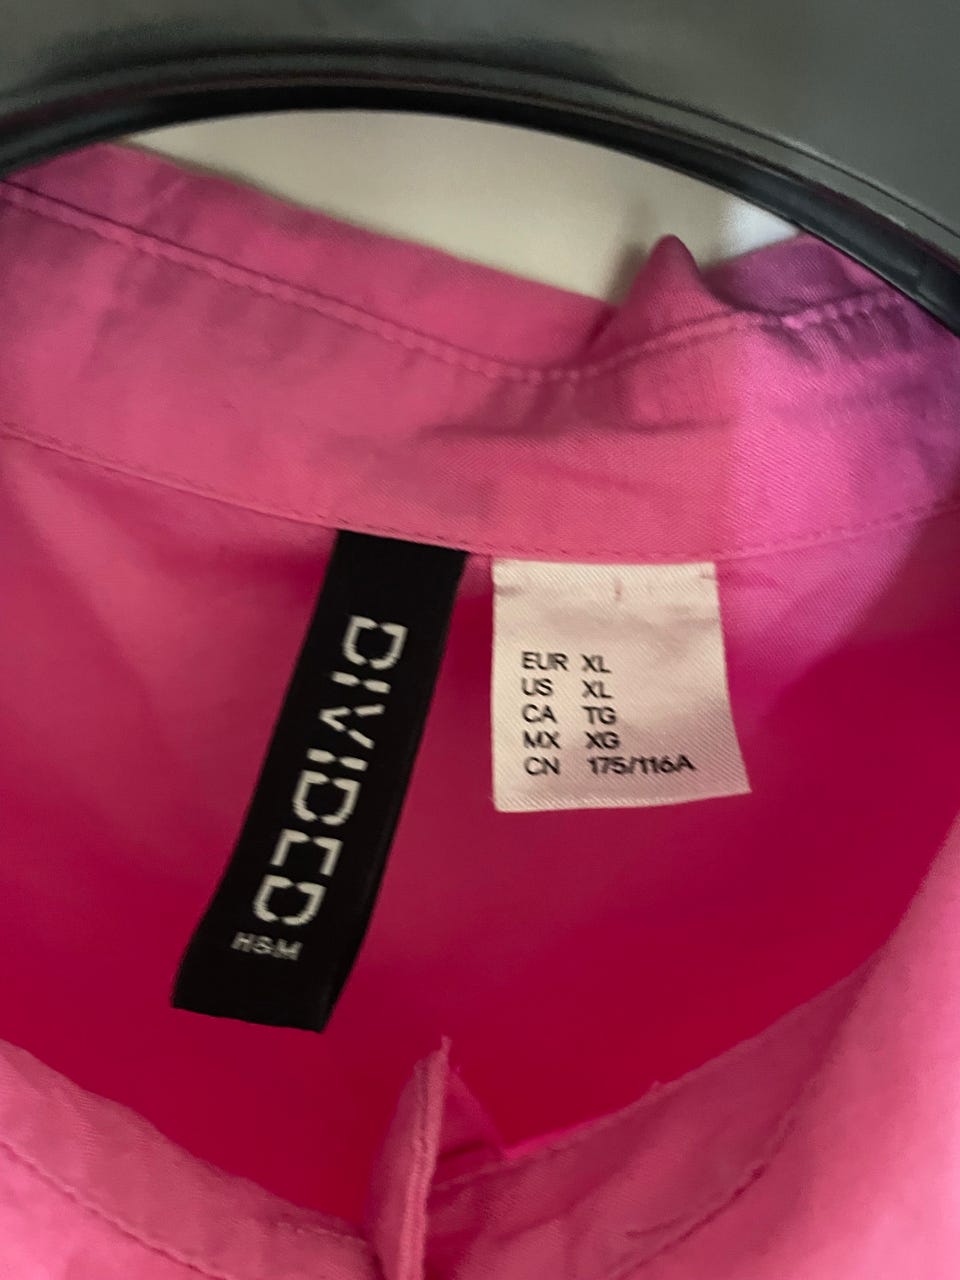 DIVIDED
H&M
EUR XL
US XL
CA TG
MX XG
CN 175/116A